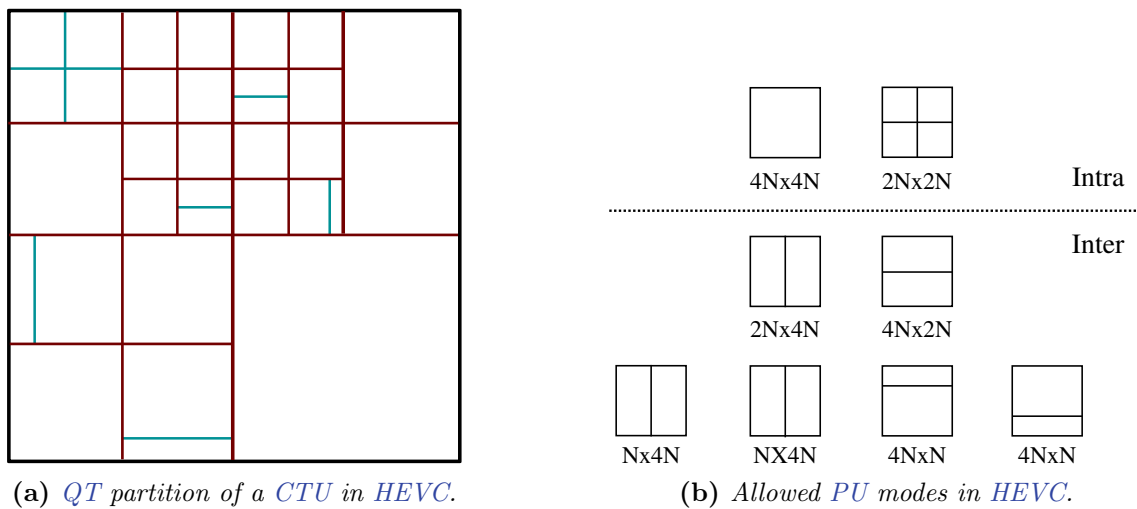 4Nx4N 2Nx2N Intra
Inter
2Nx4N 4Nx2N
Nx4N NX4N 4NxN 4NxN
(a) QT partition of a CTU in HEVC.
(b) Allowed PU modes in HEVC.